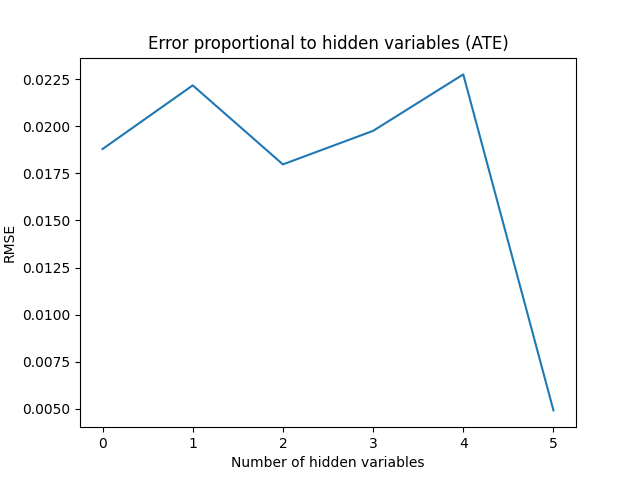 Error proportional to hidden variables (ATE)
0.0225
0.0200
0.0175
0.0150
0.0125
0.0100
0.0075
0.0050
RMSE
0 1 2 3 4 5
Number of hidden variables